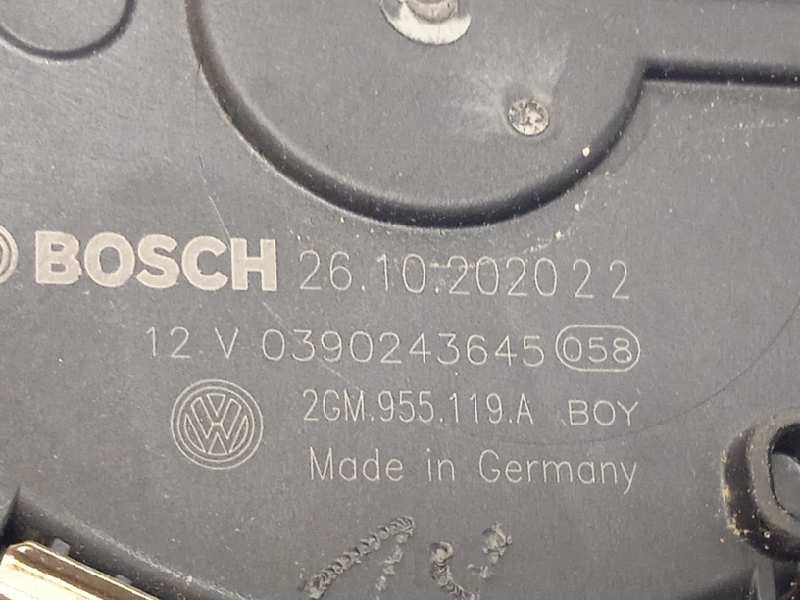 BOSCH 26.10.2020 2 2
12 V 0390243645 058
2GM.955.119.A BOY
Made in Germany